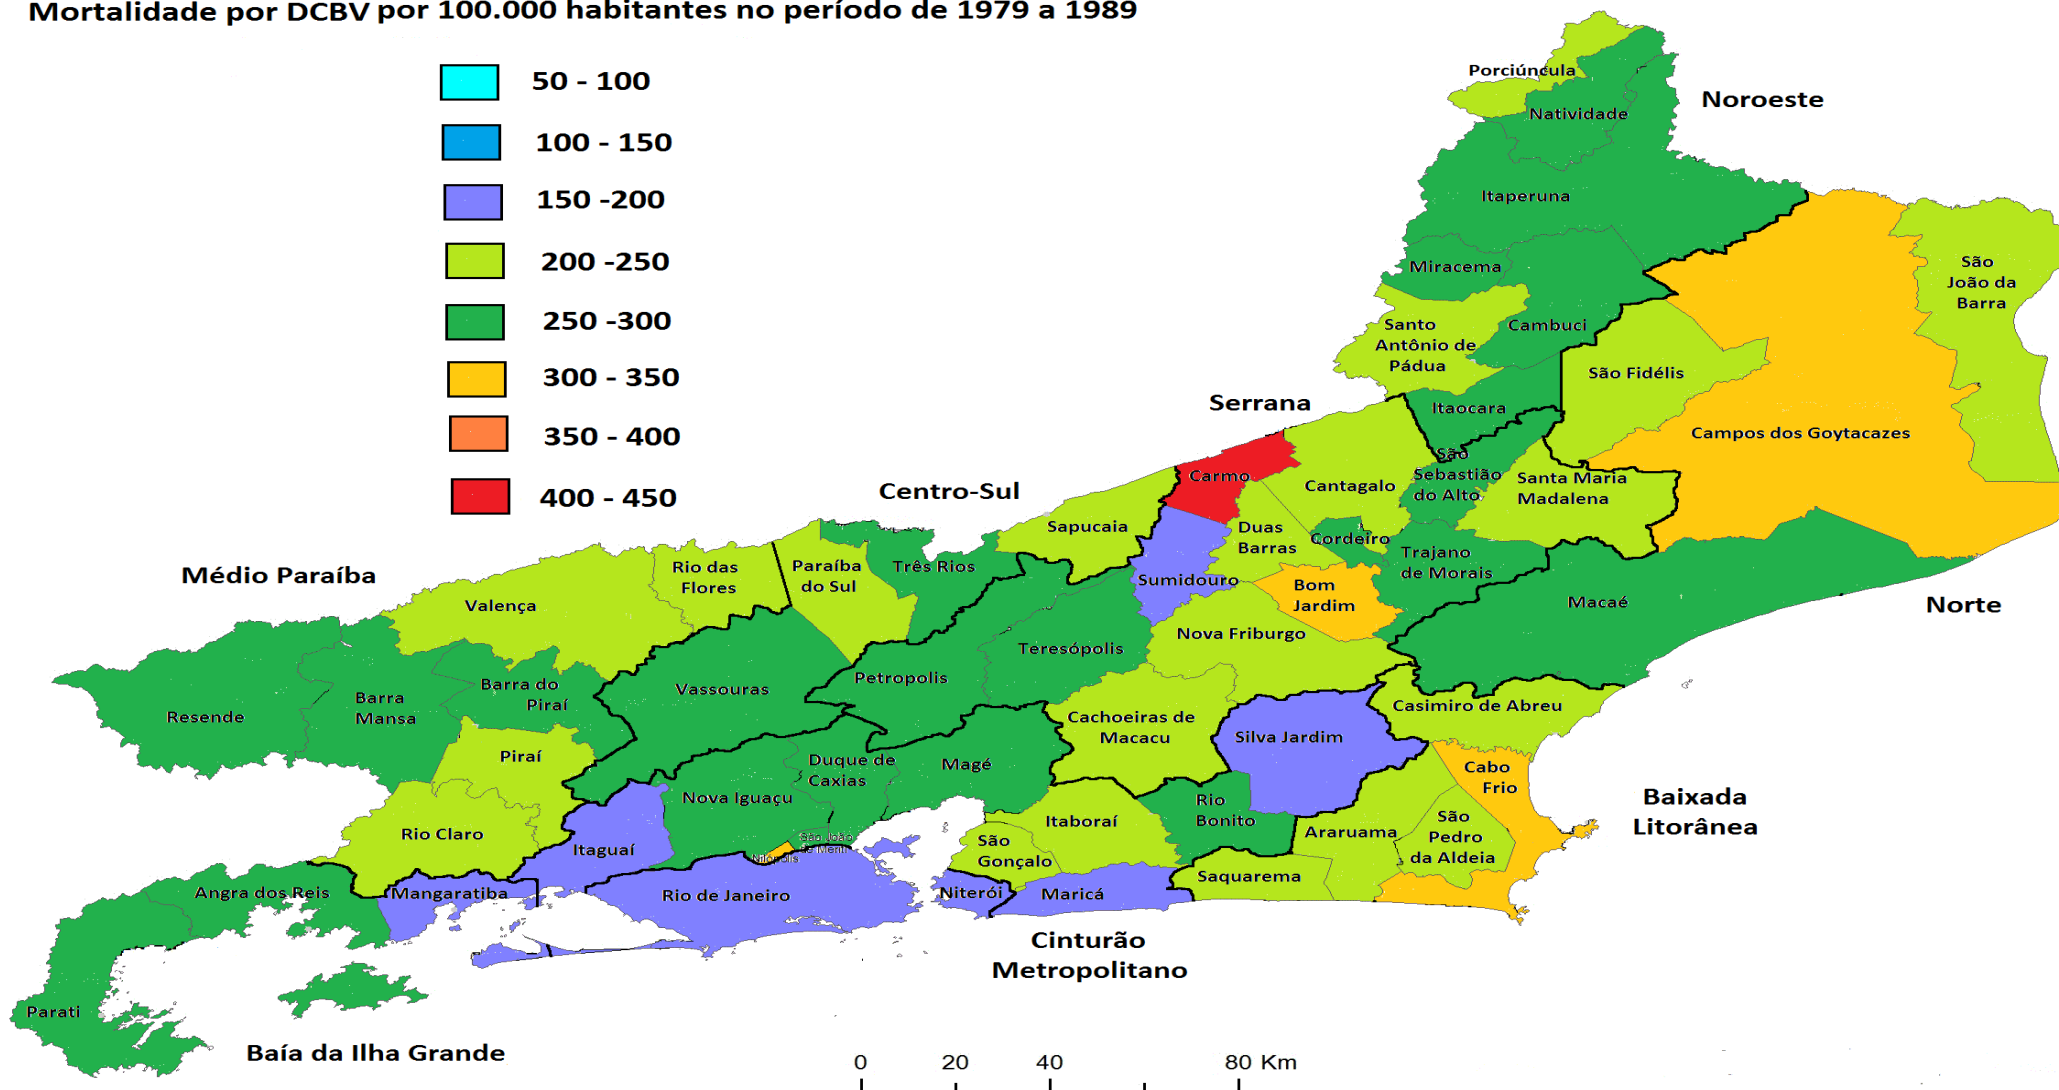 Mortalidade por DCBV por 100.000 habitantes no período de 1979 a 1989
50 - 100
100 - 150
150 -200
200 -250
250 -300
300 - 350
350 - 400
400 - 450
Porciúncula
Noroeste
Natividade
Itaperuna
Miracema
São
João da
Barra
Santo
Antônio de
Pádua
Cambuci
São Fidélis
Serrana
Itaocara
Campos dos Goytacazes
Carmo
Cantagalo
São
Sebastião
do Alto
Santa Maria
Madalena
Centro-Sul
Sapucaia
Duas
Barras
Cordeiro
Trajano
de Morais
Médio Paraíba
Rio das
Flores
Paraíba
do Sul
Três Rios
Sumidouro
Bom
Jardim
Macaé
Norte
Valença
Nova Friburgo
Teresópolis
Petropolis
Vassouras
Barra do
Piraí
Barra
Mansa
Resende
Casimiro de Abreu
Cachoeiras de
Macacu
Silva Jardim
Piraí
Duque de
Caxias
Magé
Cabo
Frio
Nova Iguaçu
Rio
Bonito
Baixada
Litorânea
Rio Claro
Itaguaí
São João
de Meriti
Nilópolis
Itaboraí
São
Gonçalo
Araruama
São
Pedro
da Aldeia
Saquarema
Angra dos Reis
Mangaratiba
Rio de Janeiro
Niterói
Maricá
Cinturão
Metropolitano
Parati
Baía da Ilha Grande
0 20 40 80 Km